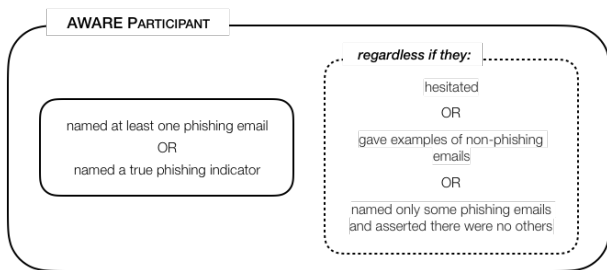 AWARE PARTICIPANT
named at least one phishing email
OR
named a true phishing indicator
regardless if they:
hesitated
OR
gave examples of non-phishing
emails
OR
named only some phishing emails
and asserted there were no others